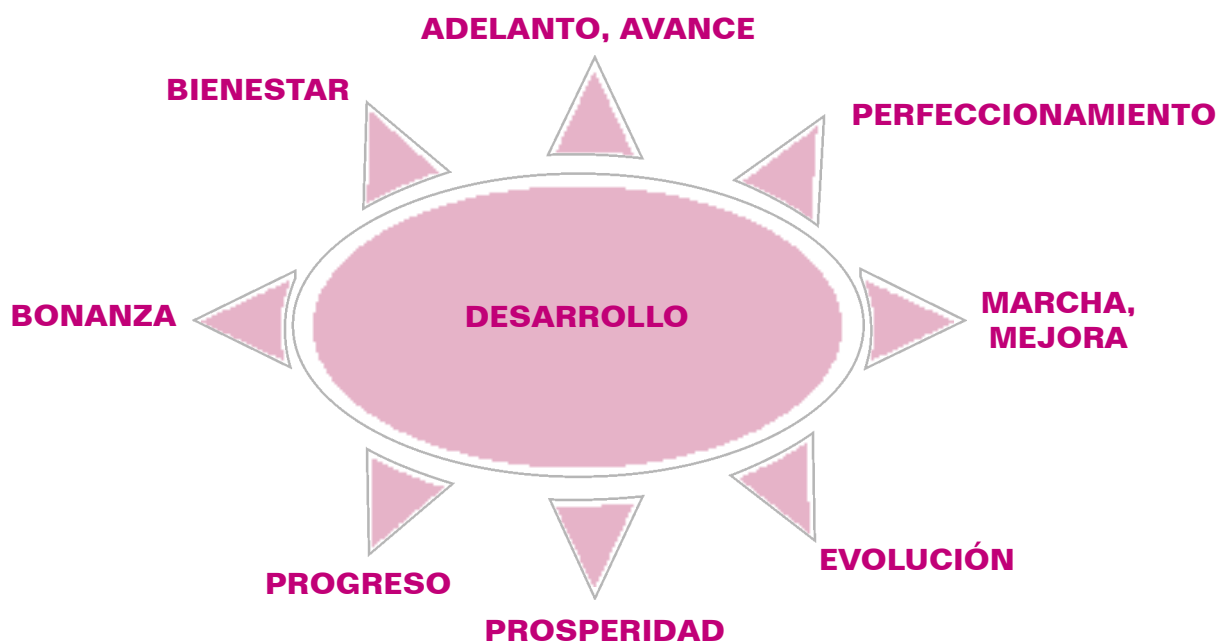 ADELANTO, AVANCE
BIENESTAR
PERFECCIONAMIENTO
BONANZA
DESARROLLO
MARCHA,
MEJORA
PROGRESO
EVOLUCIÓN
PROSPERIDAD